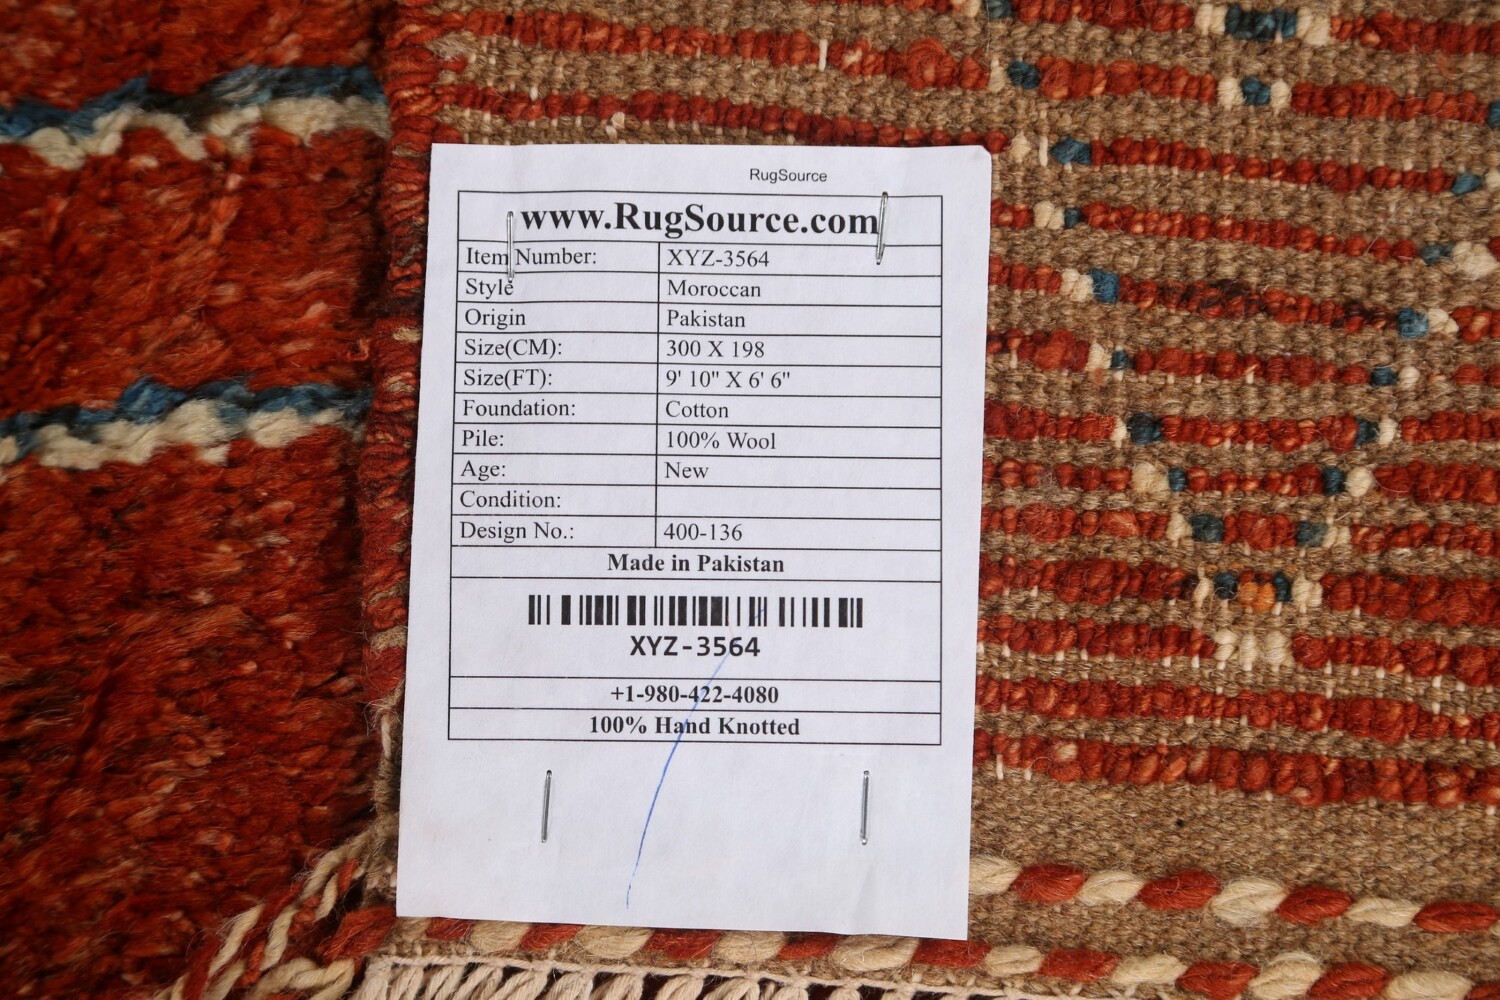 RugSource
www.RugSource.com
Item Number: XYZ-3564
Style Moroccan
Origin Pakistan
Size(CM): 300 X 198
Size(FT): 9' 10" X 6' 6"
Foundation: Cotton
Pile: 100% Wool
Age: New
Condition:
Design No.: 400-136
Made in Pakistan
XYZ-3564
+1-980-422-4080
100% Hand Knotted